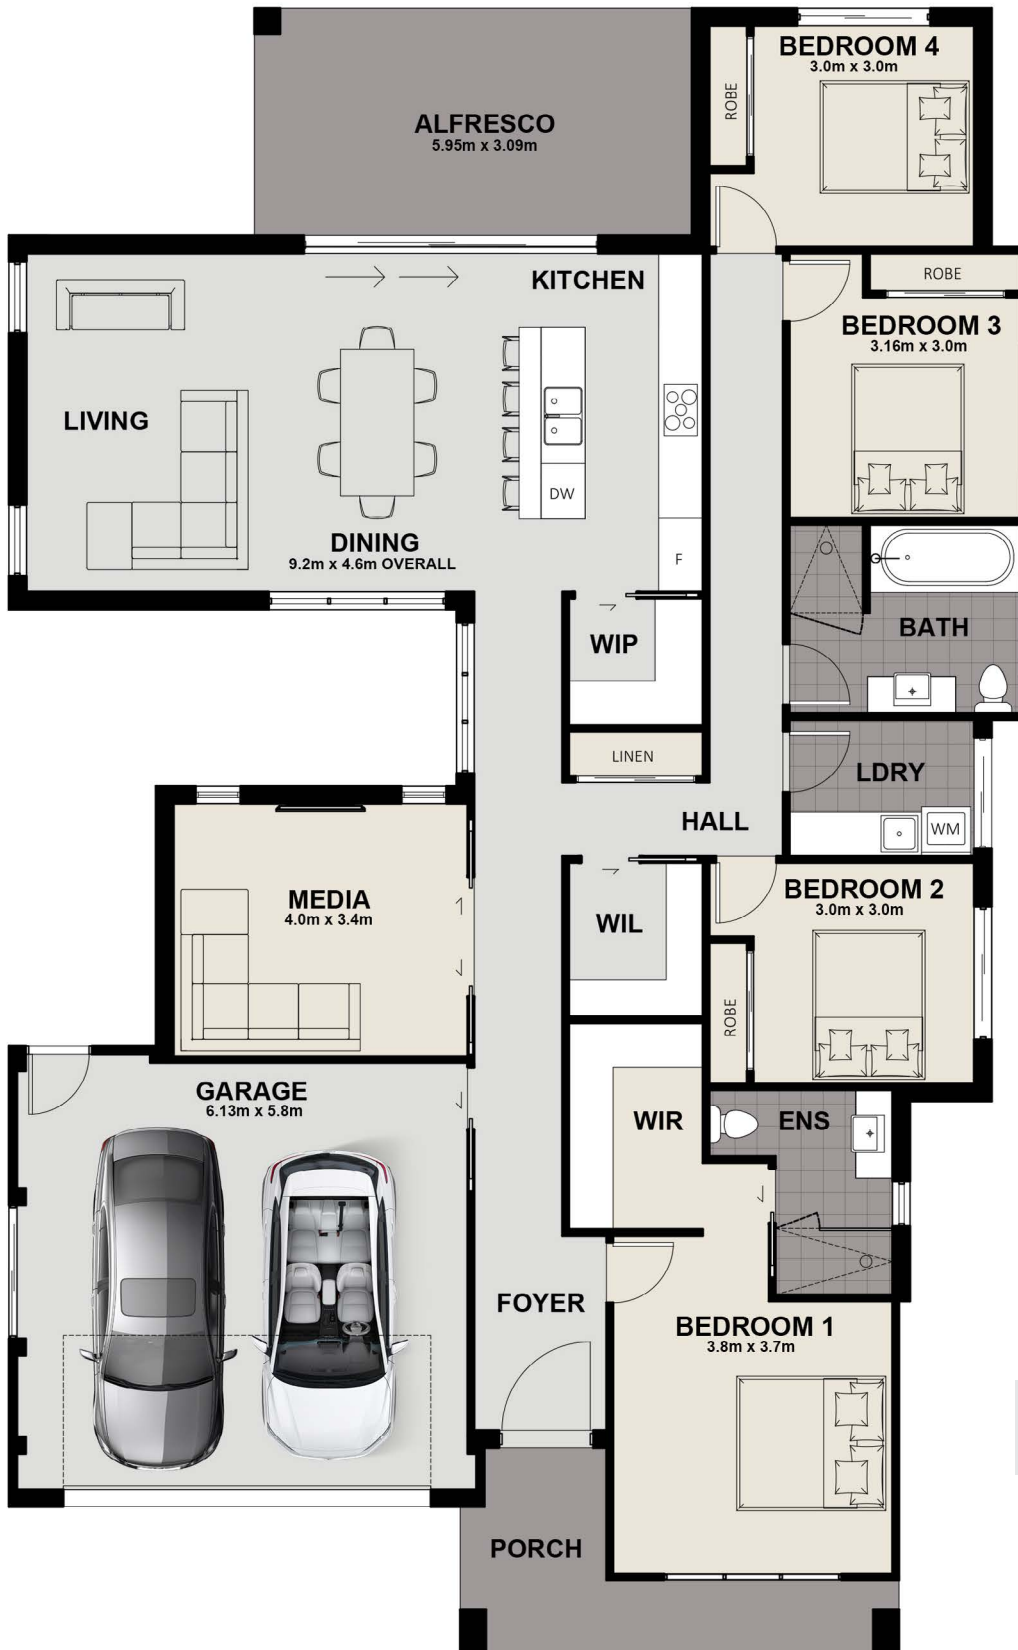 BEDROOM 4
3.0m x 3.0m
ROBE
ALFRESCO
5.95m x 3.09m
KITCHEN
ROBE
BEDROOM 3
3.16m x 3.0m
LIVING
DW
DINING
9.2m x 4.6m OVERALL
F
WIP
BATH
LINEN
LDRY
WM
HALL
MEDIA
4.0m x 3.4m
BEDROOM 2
3.0m x 3.0m
WIL
ROBE
GARAGE
6.13m x 5.8m
WIR
ENS
FOYER
BEDROOM 1
3.8m x 3.7m
PORCH